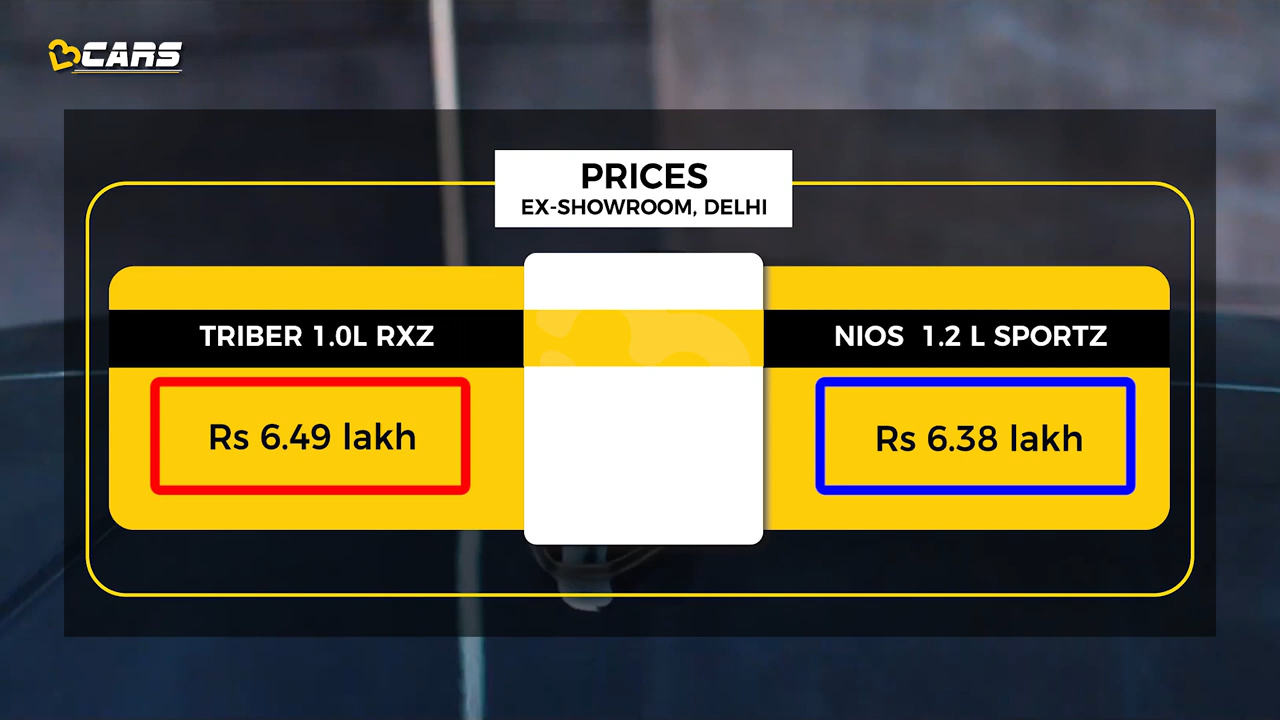 CARS
PRICES
EX-SHOWROOM, DELHI
TRIBER 1.0L RXZ
NIOS 1.2 L SPORTZ
Rs 6.49 lakh
Rs 6.38 lakh